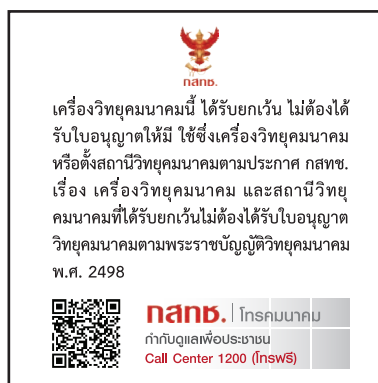 กสทช.
เครื่องวิทยุคมนาคมนี้ ได้รับยกเว้น ไม่ต้องได้
รับใบอนุญาตให้มี ใช้ซึ่งเครื่องวิทยุคมนาคม
หรือตั้งสถานีวิทยุคมนาคมตามประกาศ กสทช.
เรื่อง เครื่องวิทยุคมนาคม และสถานีวิทยุ
คมนาคมที่ได้รับยกเว้นไม่ต้องได้รับใบอนุญาต
วิทยุคมนาคมตามพระราชบัญญัติวิทยุคมนาคม
พ.ศ. 2498
กสทช. | โทรคมนาคม
กำกับดูแลเพื่อประชาชน
Call Center 1200 (โทรฟรี)